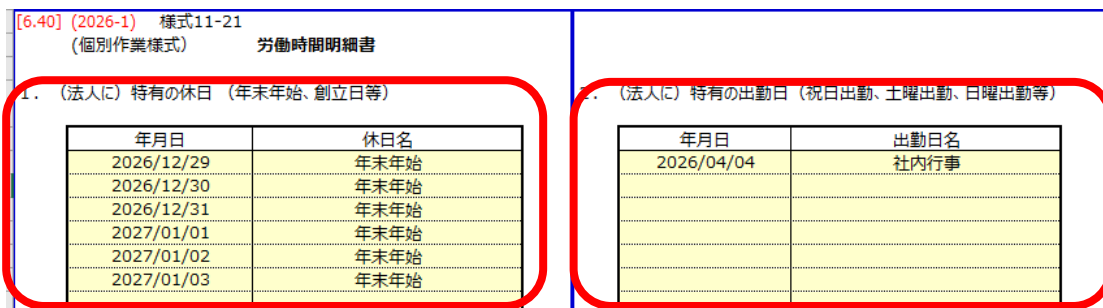 [6.40] (2026-1) 様式11-21
(個別作業様式) 労働時間明細書
1. (法人に)特有の休日 (年末年始、創立日等)
年月日 休日名
2026/12/29 年末年始
2026/12/30 年末年始
2026/12/31 年末年始
2027/01/01 年末年始
2027/01/02 年末年始
2027/01/03 年末年始
2. (法人に)特有の出勤日(祝日出勤、土曜出勤、日曜出勤等)
年月日 出勤日名
2026/04/04 社内行事